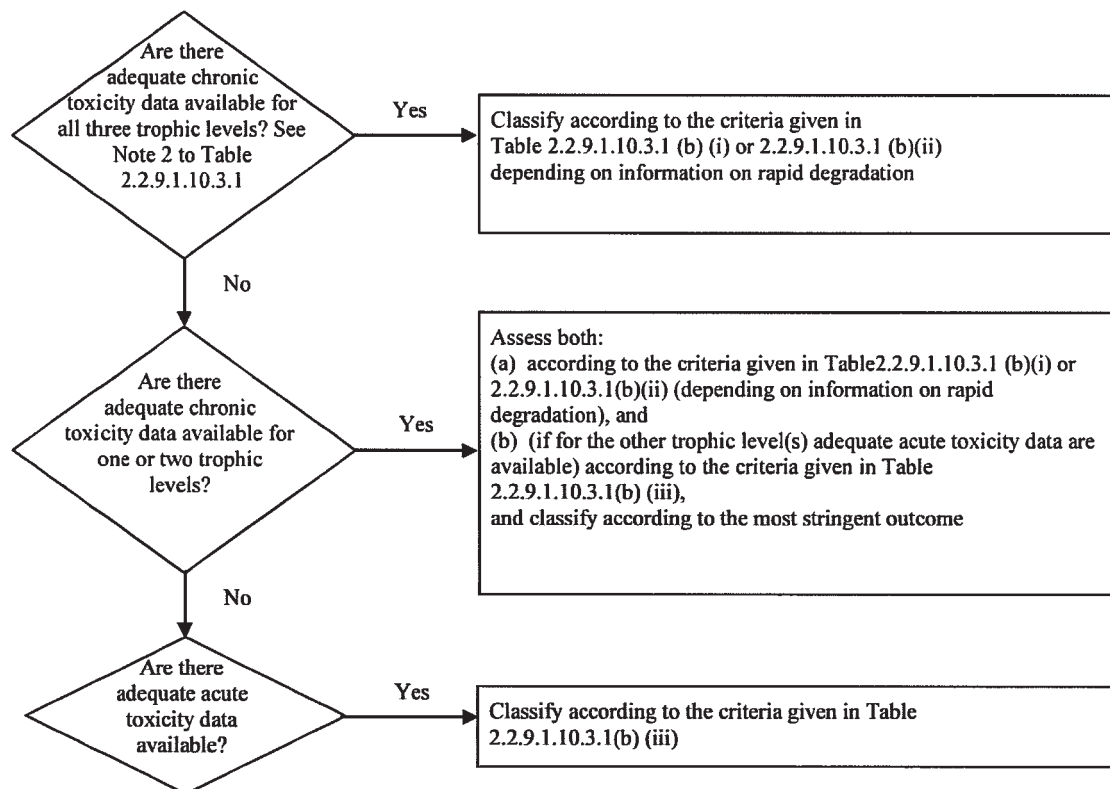 Are there
adequate chronic
toxicity data available for
all three trophic levels? See
Note 2 to Table
2.2.9.1.10.3.1
Yes
Classify according to the criteria given in
Table 2.2.9.1.10.3.1 (b) (i) or 2.2.9.1.10.3.1 (b)(ii)
depending on information on rapid degradation
No
Are there
adequate chronic
toxicity data available for
one or two trophic
levels?
Yes
Assess both:
(a) according to the criteria given in Table2.2.9.1.10.3.1 (b)(i) or
2.2.9.1.10.3.1(b)(ii) (depending on information on rapid
degradation), and
(b) (if for the other trophic level(s) adequate acute toxicity data are
available) according to the criteria given in Table
2.2.9.1.10.3.1(b) (iii),
and classify according to the most stringent outcome
No
Are there
adequate acute
toxicity data
available?
Yes
Classify according to the criteria given in Table
2.2.9.1.10.3.1(b) (iii)